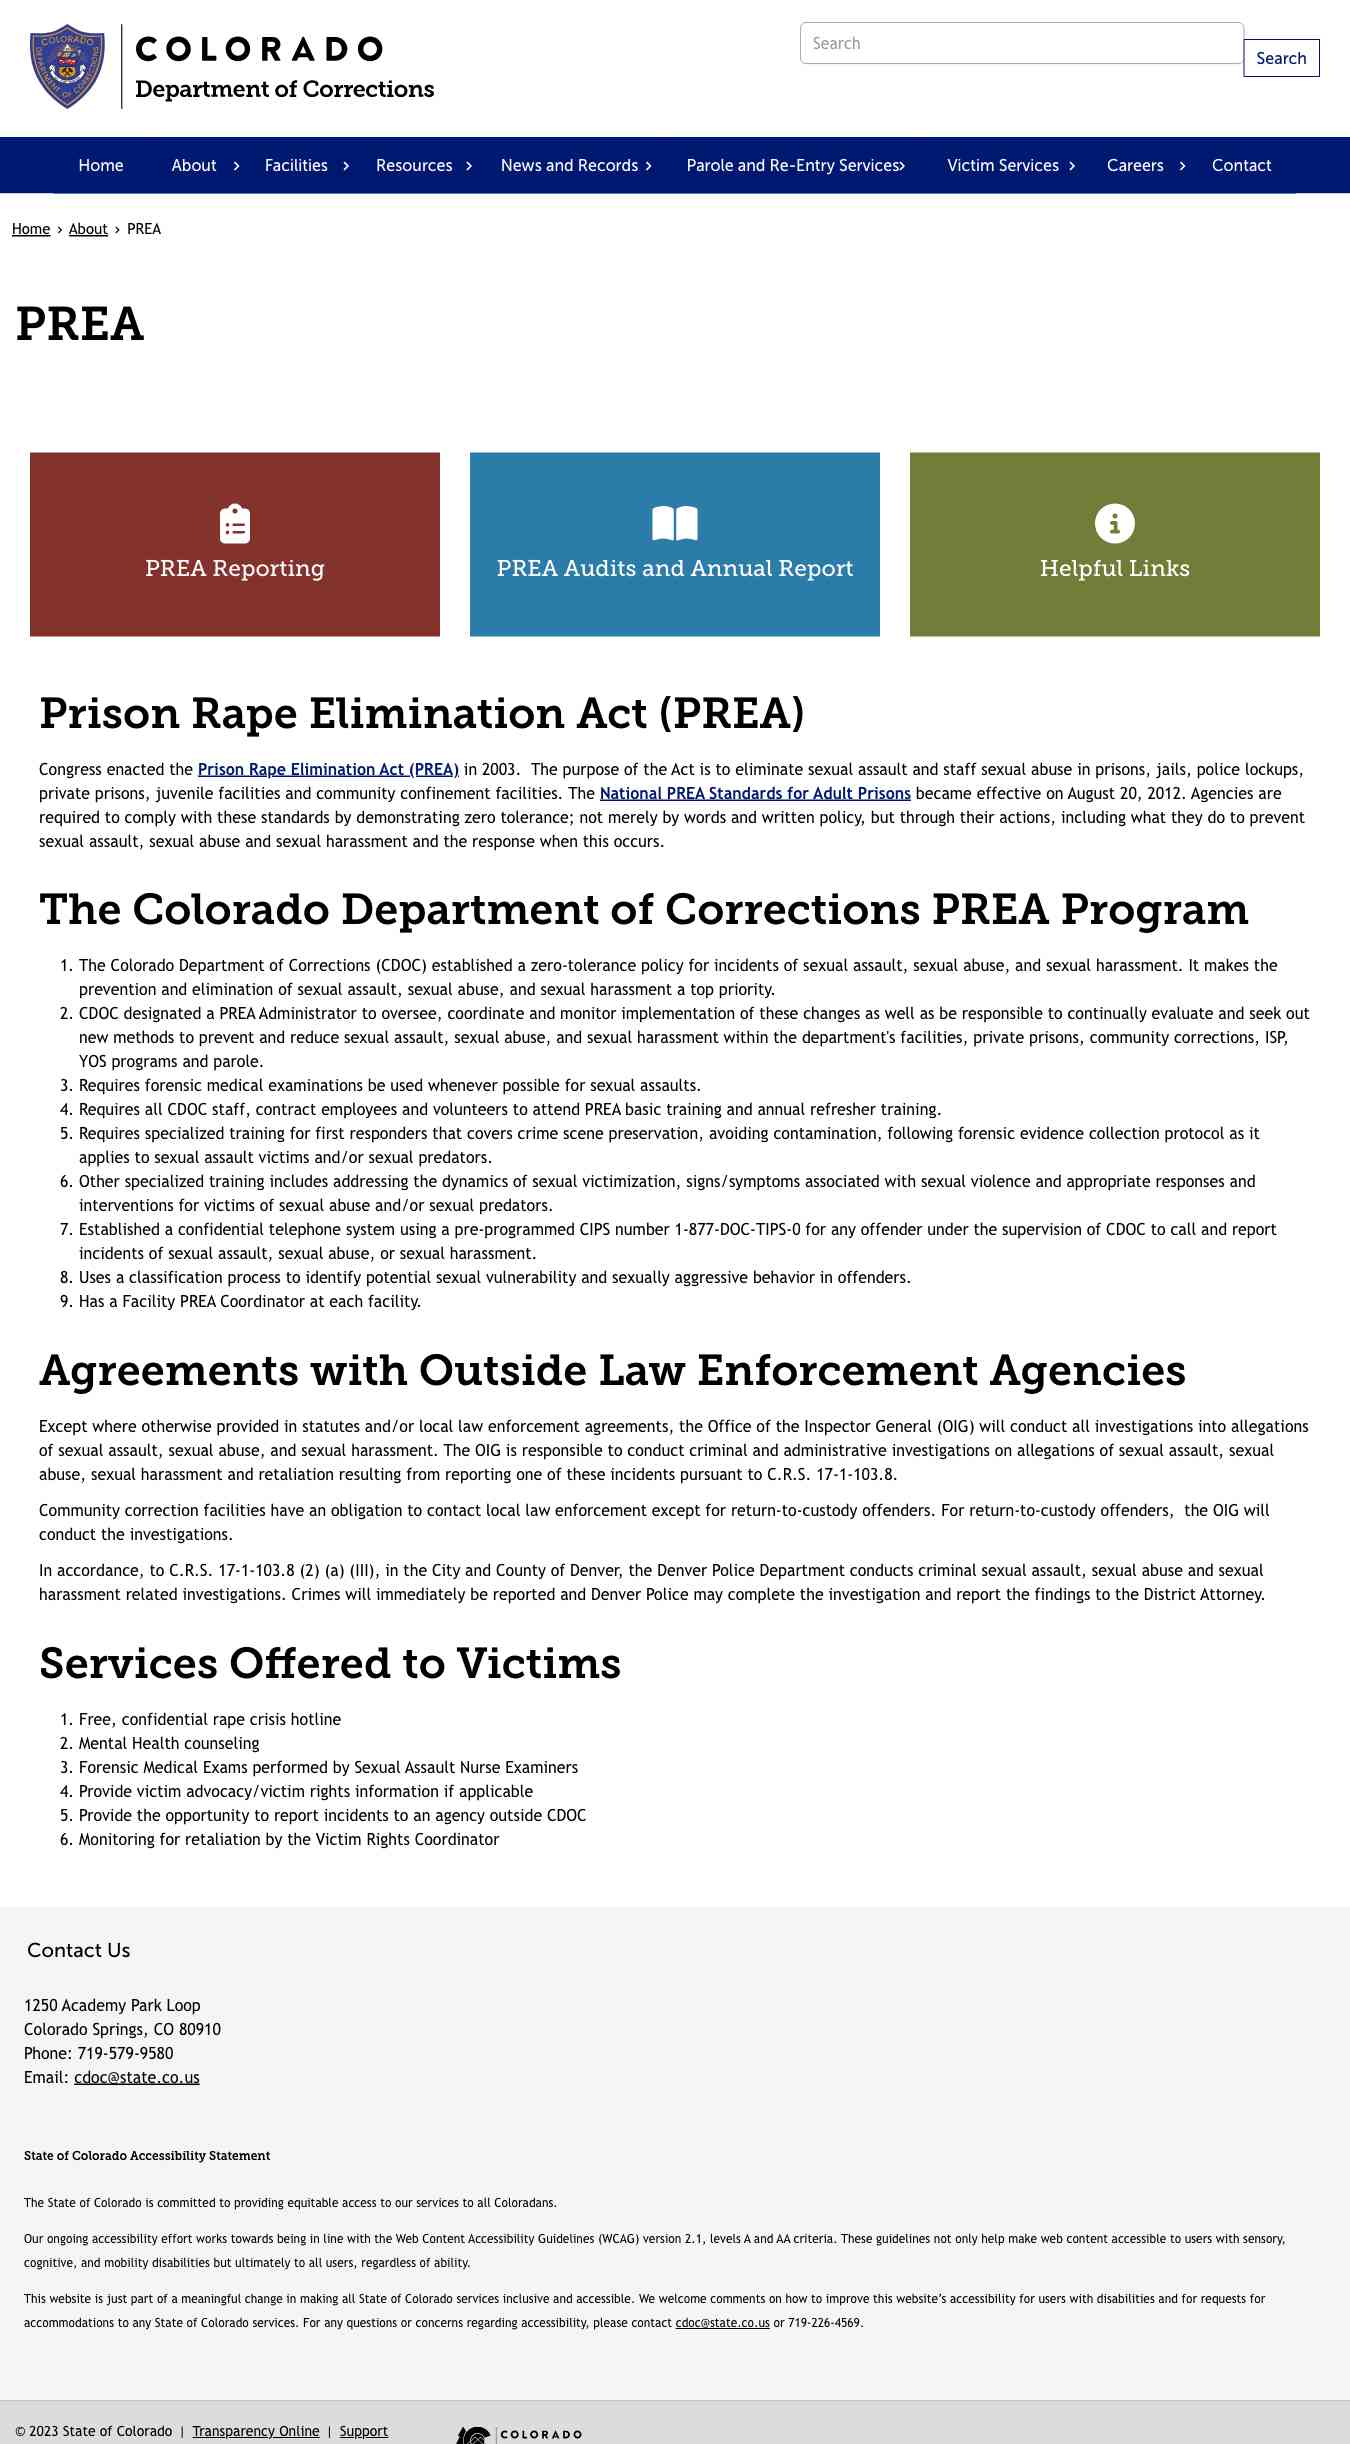 COLORADO
Department of Corrections
Search
Search
Home About Facilities Resources News and Records Parole and Re-Entry Services Victim Services Careers Contact
Home › About › PREA
PREA
PREA Reporting
PREA Audits and Annual Report
Helpful Links
Prison Rape Elimination Act (PREA)
Congress enacted the Prison Rape Elimination Act (PREA) in 2003.  The purpose of the Act is to eliminate sexual assault and staff sexual abuse in prisons, jails, police lockups,
private prisons, juvenile facilities and community confinement facilities. The National PREA Standards for Adult Prisons became effective on August 20, 2012. Agencies are
required to comply with these standards by demonstrating zero tolerance; not merely by words and written policy, but through their actions, including what they do to prevent
sexual assault, sexual abuse and sexual harassment and the response when this occurs.
The Colorado Department of Corrections PREA Program
1. The Colorado Department of Corrections (CDOC) established a zero-tolerance policy for incidents of sexual assault, sexual abuse, and sexual harassment. It makes the
prevention and elimination of sexual assault, sexual abuse, and sexual harassment a top priority.
2. CDOC designated a PREA Administrator to oversee, coordinate and monitor implementation of these changes as well as be responsible to continually evaluate and seek out
new methods to prevent and reduce sexual assault, sexual abuse, and sexual harassment within the department's facilities, private prisons, community corrections, ISP,
YOS programs and parole.
3. Requires forensic medical examinations be used whenever possible for sexual assaults.
4. Requires all CDOC staff, contract employees and volunteers to attend PREA basic training and annual refresher training.
5. Requires specialized training for first responders that covers crime scene preservation, avoiding contamination, following forensic evidence collection protocol as it
applies to sexual assault victims and/or sexual predators.
6. Other specialized training includes addressing the dynamics of sexual victimization, signs/symptoms associated with sexual violence and appropriate responses and
interventions for victims of sexual abuse and/or sexual predators.
7. Established a confidential telephone system using a pre-programmed CIPS number 1-877-DOC-TIPS-0 for any offender under the supervision of CDOC to call and report
incidents of sexual assault, sexual abuse, or sexual harassment.
8. Uses a classification process to identify potential sexual vulnerability and sexually aggressive behavior in offenders.
9. Has a Facility PREA Coordinator at each facility.
Agreements with Outside Law Enforcement Agencies
Except where otherwise provided in statutes and/or local law enforcement agreements, the Office of the Inspector General (OIG) will conduct all investigations into allegations
of sexual assault, sexual abuse, and sexual harassment. The OIG is responsible to conduct criminal and administrative investigations on allegations of sexual assault, sexual
abuse, sexual harassment and retaliation resulting from reporting one of these incidents pursuant to C.R.S. 17-1-103.8.
Community correction facilities have an obligation to contact local law enforcement except for return-to-custody offenders. For return-to-custody offenders,  the OIG will
conduct the investigations.
In accordance, to C.R.S. 17-1-103.8 (2) (a) (III), in the City and County of Denver, the Denver Police Department conducts criminal sexual assault, sexual abuse and sexual
harassment related investigations. Crimes will immediately be reported and Denver Police may complete the investigation and report the findings to the District Attorney.
Services Offered to Victims
1. Free, confidential rape crisis hotline
2. Mental Health counseling
3. Forensic Medical Exams performed by Sexual Assault Nurse Examiners
4. Provide victim advocacy/victim rights information if applicable
5. Provide the opportunity to report incidents to an agency outside CDOC
6. Monitoring for retaliation by the Victim Rights Coordinator
Contact Us
1250 Academy Park Loop
Colorado Springs, CO 80910
Phone: 719-579-9580
Email: cdoc@state.co.us
State of Colorado Accessibility Statement
The State of Colorado is committed to providing equitable access to our services to all Coloradans.
Our ongoing accessibility effort works towards being in line with the Web Content Accessibility Guidelines (WCAG) version 2.1, levels A and AA criteria. These guidelines not only help make web content accessible to users with sensory,
cognitive, and mobility disabilities but ultimately to all users, regardless of ability.
This website is just part of a meaningful change in making all State of Colorado services inclusive and accessible. We welcome comments on how to improve this website’s accessibility for users with disabilities and for requests for
accommodations to any State of Colorado services. For any questions or concerns regarding accessibility, please contact cdoc@state.co.us or 719-226-4569.
© 2023 State of Colorado | Transparency Online | Support
COLORADO